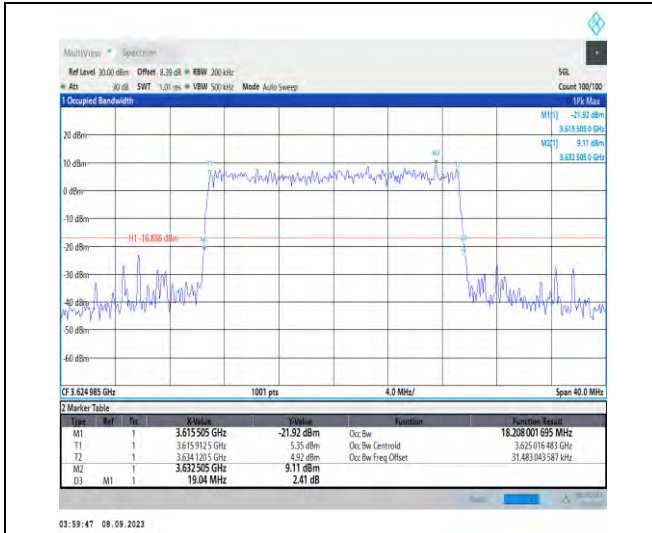 MultiView Spectrum
Ref Level 30.00 dBm Offset 8.39 dB RBW 200 kHz SGL
Att 30 dB SWT 1.01 ms VBW 500 kHz Mode Auto Sweep Count 100/100
1 Occupied Bandwidth 1Pk Max
M1[1] -21.92 dBm
3.615 505 0 GHz
M2[1] 9.11 dBm
3.632 505 0 GHz
20 dBm
10 dBm
M2
T1
0 dBm
-10 dBm
H1 -16.886 dBm
-20 dBm
-30 dBm
-40 dBm
-50 dBm
-60 dBm
CF 3.624 985 GHz 1001 pts 4.0 MHz/ Span 40.0 MHz
2 Marker Table
Type Ref Trc X-Value Y-Value Function Function Result
M1 1 3.615 505 GHz -21.92 dBm Occ Bw 18.208 001 695 MHz
T1 1 3.615 912 5 GHz 5.35 dBm Occ Bw Centroid 3.625 016 483 GHz
T2 1 3.634 120 5 GHz 4.92 dBm Occ Bw Freq Offset 31.483 043 587 kHz
M2 1 3.632 505 GHz 9.11 dBm
D3 M1 1 19.04 MHz 2.41 dB
03:59:47 08.09.2023